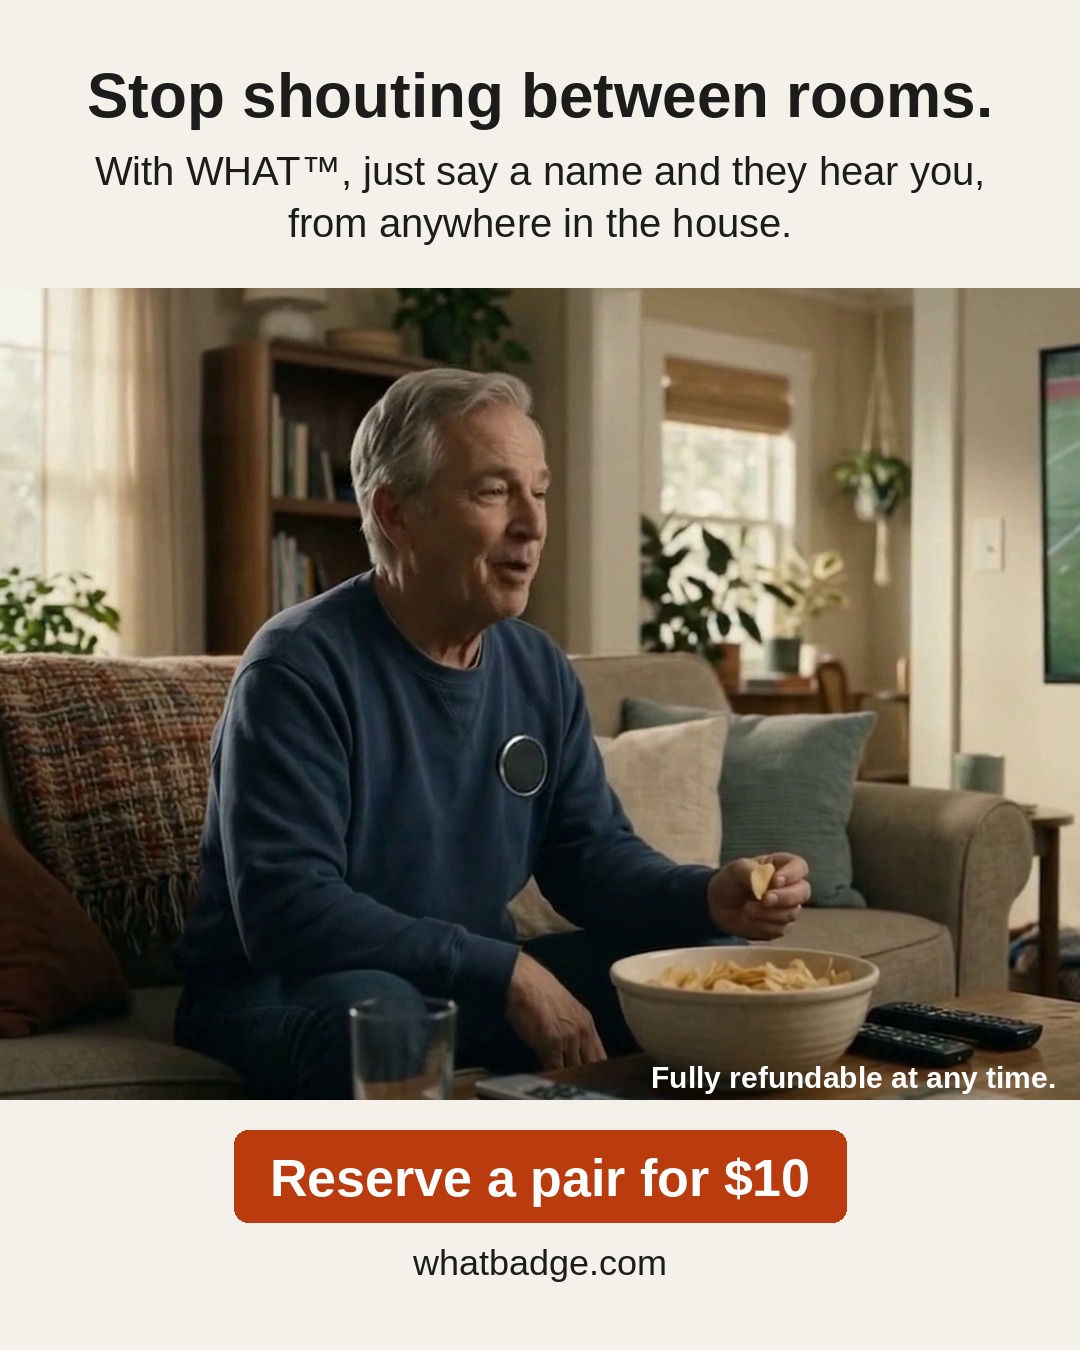 Stop shouting between rooms.
With WHAT™, just say a name and they hear you,
from anywhere in the house.
Fully refundable at any time.
Reserve a pair for $10
whatbadge.com